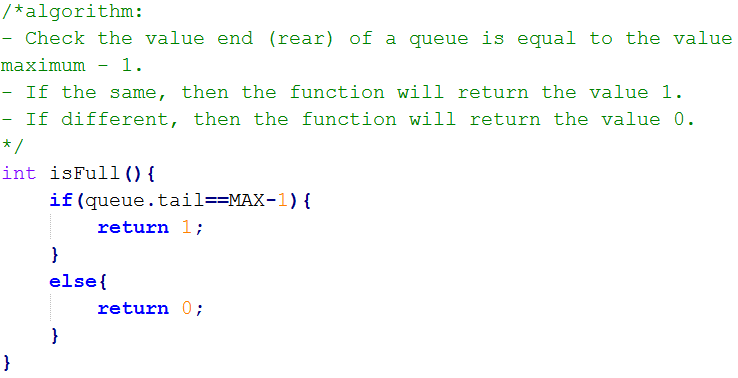 /*algorithm:
- Check the value end (rear) of a queue is equal to the value
maximum - 1.
- If the same, then the function will return the value 1.
- If different, then the function will return the value 0.
*/
int isFull(){
    if(queue.tail==MAX-1){
        return 1;
    }
    else{
        return 0;
    }
}